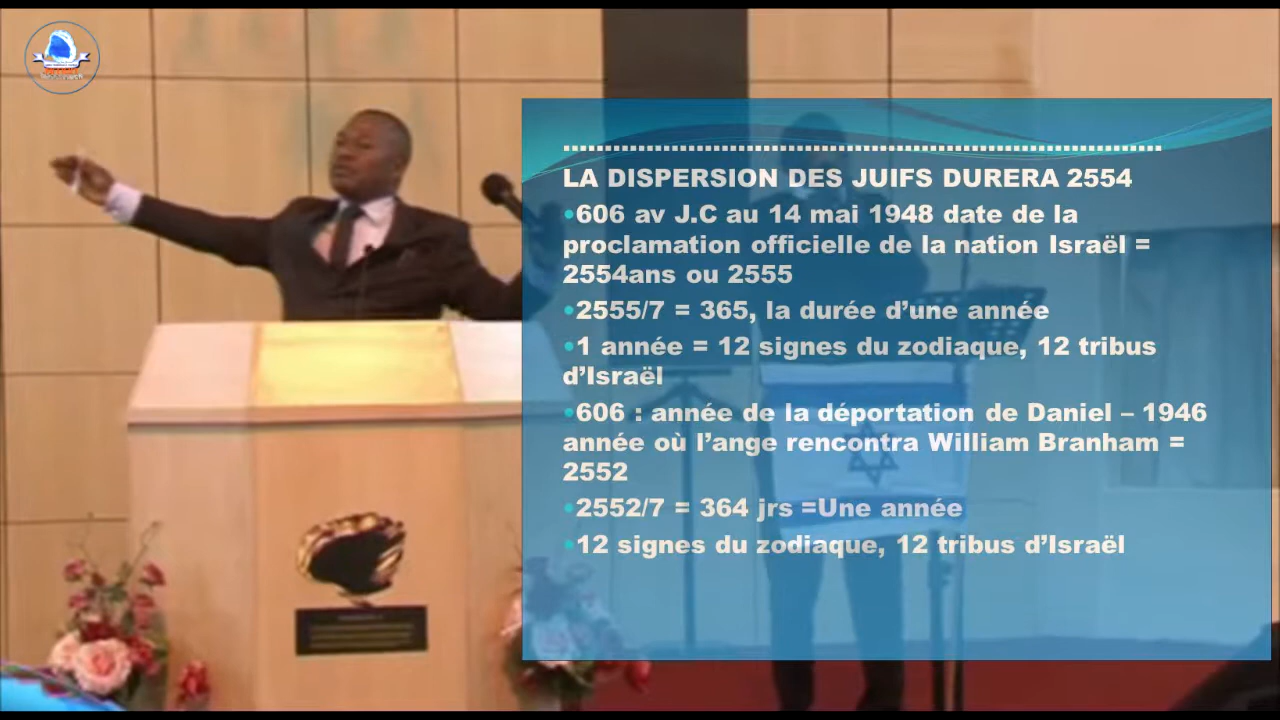 LA DISPERSION DES JUIFS DURERA 2554
•606 av J.C au 14 mai 1948 date de la
proclamation officielle de la nation Israël =
2554ans ou 2555
•2555/7 = 365, la durée d’une année
•1 année = 12 signes du zodiaque, 12 tribus
d’Israël
•606 : année de la déportation de Daniel – 1946
année où l’ange rencontra William Branham =
2552
•2552/7 = 364 jrs =Une année
•12 signes du zodiaque, 12 tribus d’Israël